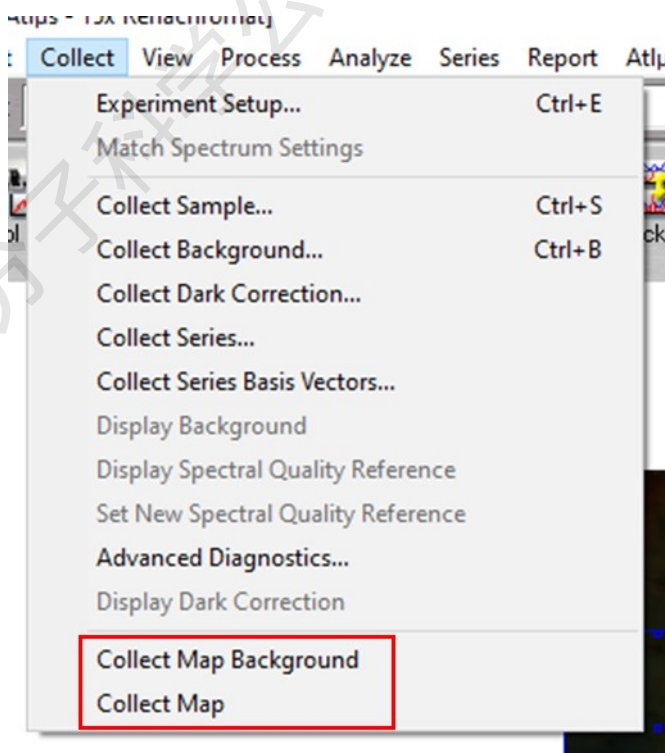 Collect View Process Analyze Series Report
Experiment Setup... Ctrl+E
Match Spectrum Settings
Collect Sample... Ctrl+S
Collect Background... Ctrl+B
Collect Dark Correction...
Collect Series...
Collect Series Basis Vectors...
Display Background
Display Spectral Quality Reference
Set New Spectral Quality Reference
Advanced Diagnostics...
Display Dark Correction
Collect Map Background
Collect Map